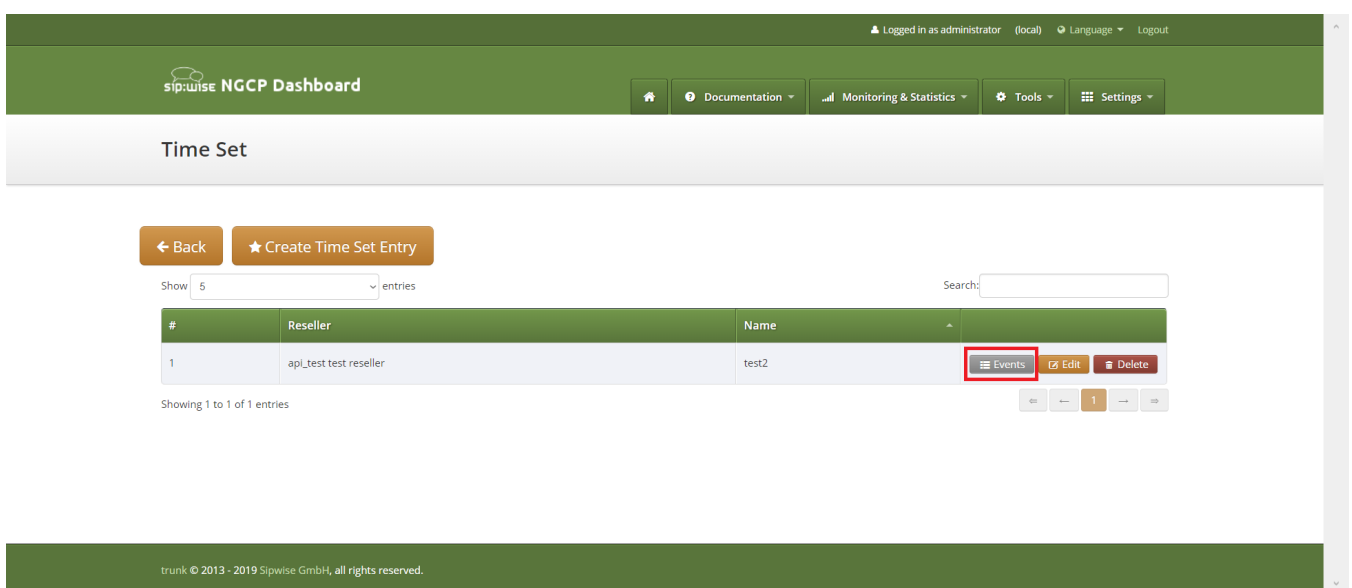 Logged in as administrator (local) Language Logout
sip:wise NGCP Dashboard
Documentation Monitoring & Statistics Tools Settings
Time Set
Back Create Time Set Entry
Show 5 entries Search:
# Reseller Name
1 api_test test reseller test2 Events Edit Delete
Showing 1 to 1 of 1 entries ⇐ ← 1 → ⇒
trunk © 2013 - 2019 Sipwise GmbH, all rights reserved.